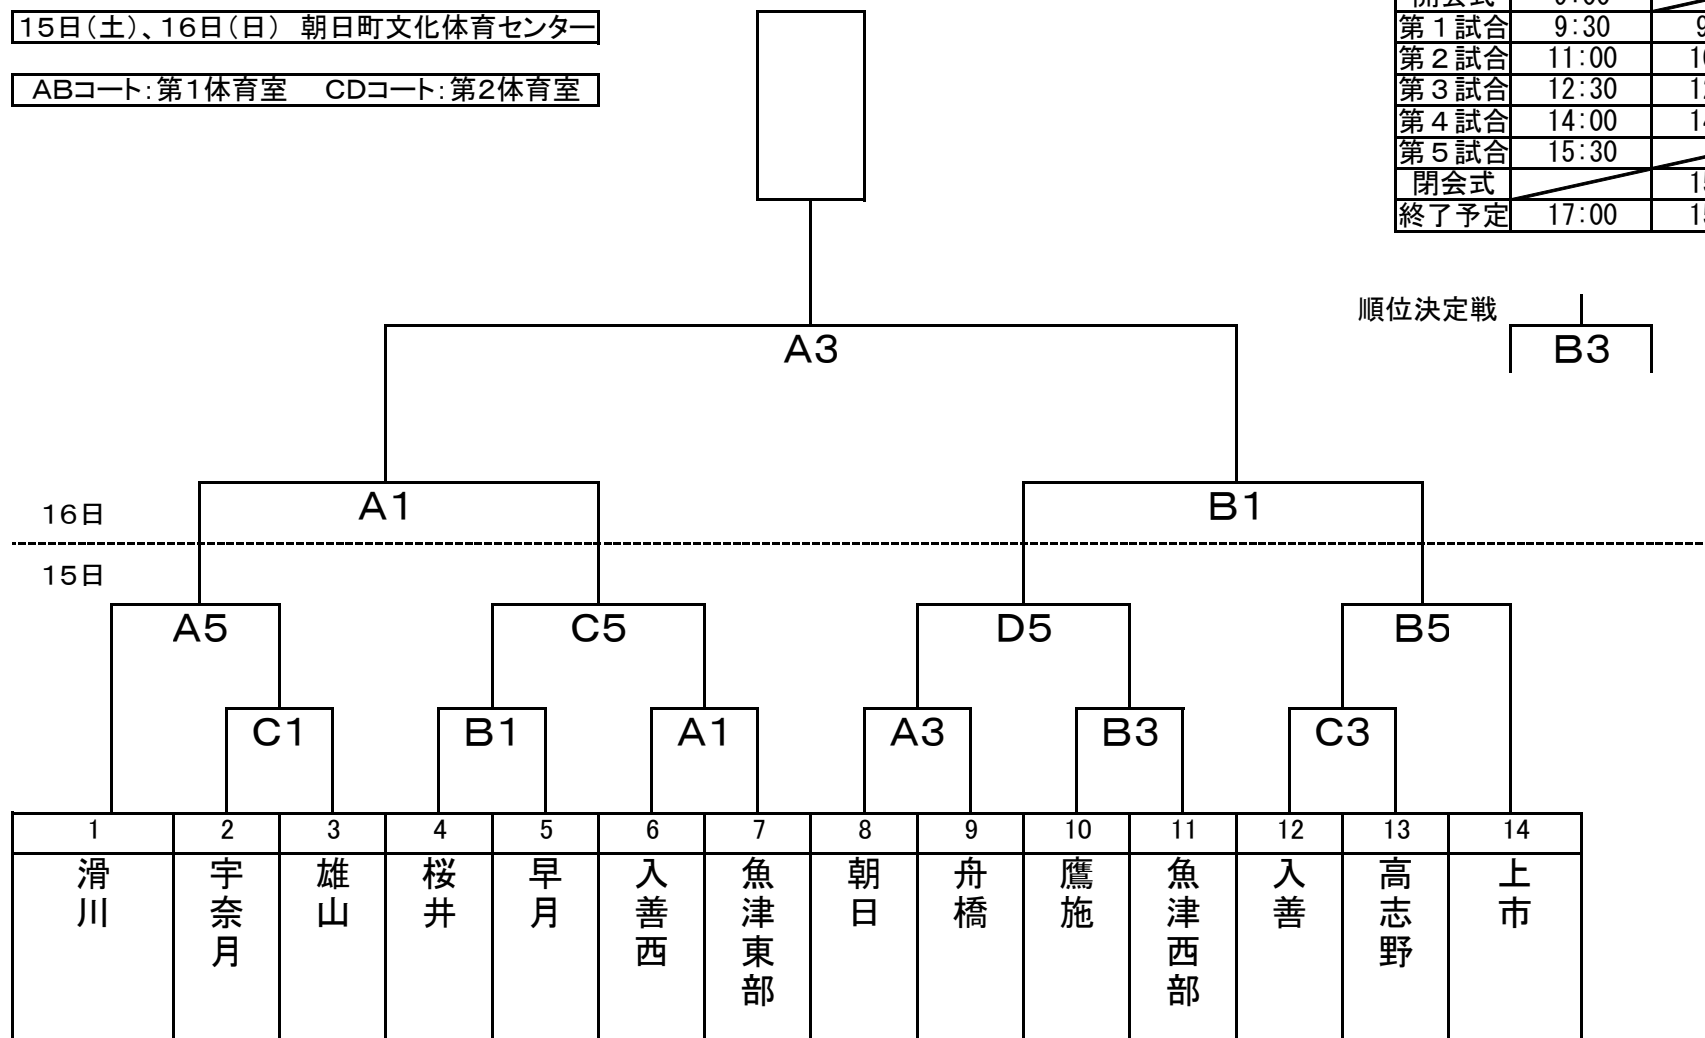 15日(土)、16日(日) 朝日町文化体育センター
ABコート:第1体育室 CDコート:第2体育室
第1試合 9:30
第2試合 11:00
第3試合 12:30
第4試合 14:00
第5試合 15:30
閉会式
終了予定 17:00
順位決定戦
B3
A3
A1 B1
16日
15日
A5 C5 D5 B5
C1 B1 A1 A3 B3 C3
1 2 3 4 5 6 7 8 9 10 11 12 13 14
滑川
宇奈月
雄山
桜井
早月
入善西
魚津東部
朝日
舟橋
鷹施
魚津西部
入善
高志野
上市